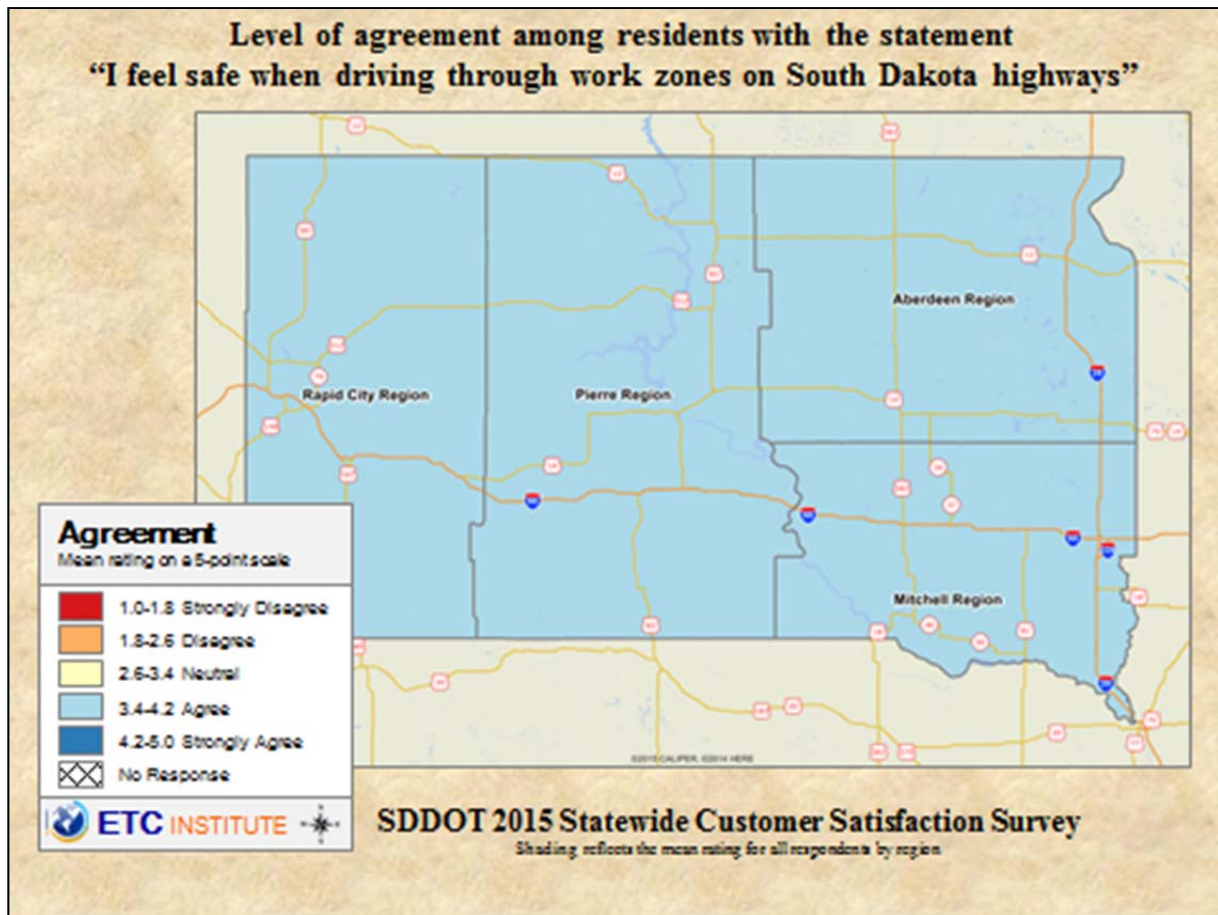 Level of agreement among residents with the statement
“I feel safe when driving through work zones on South Dakota highways”
Aberdeen Region
Rapid City Region
Pierre Region
Mitchell Region
Agreement
Mean rating on a 5-point scale
1.0-1.8 Strongly Disagree
1.8-2.6 Disagree
2.6-3.4 Neutral
3.4-4.2 Agree
4.2-5.0 Strongly Agree
No Response
©2015 CALIPER, ©2014 HERE
ETC INSTITUTE
SDDOT 2015 Statewide Customer Satisfaction Survey
Shading reflects the mean rating for all respondents by region